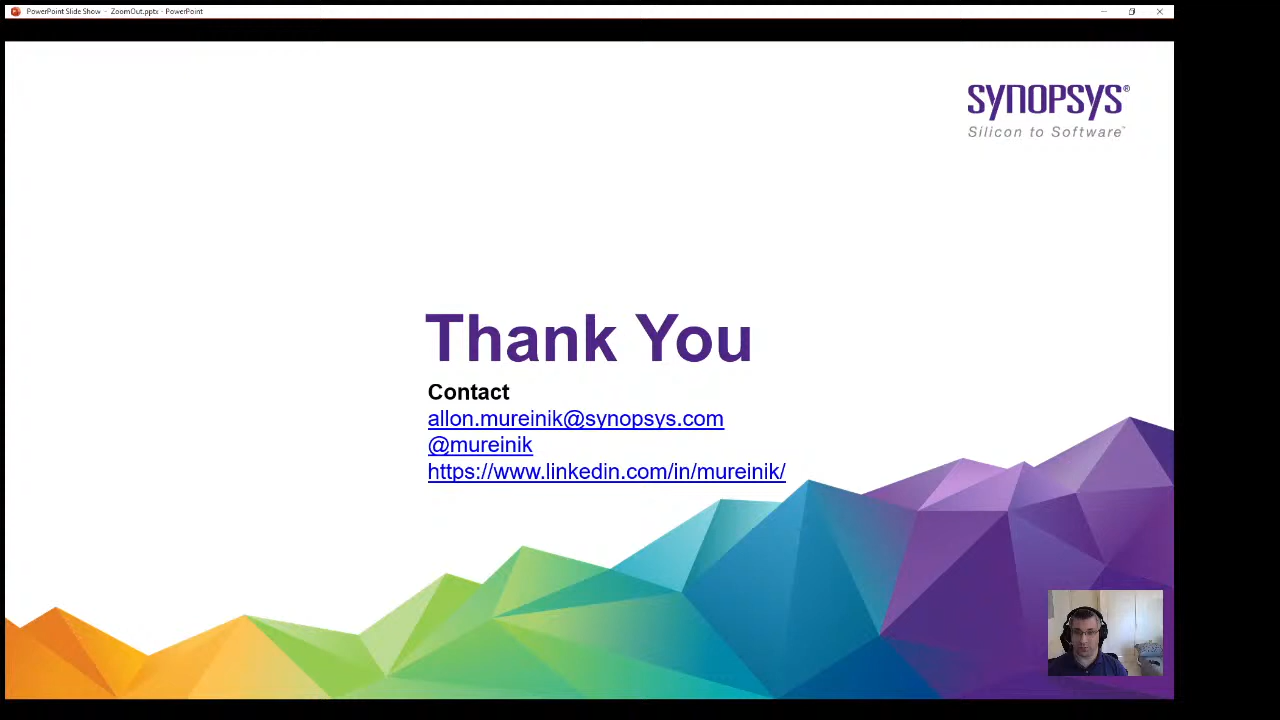 PowerPoint Slide Show - ZoomOut.pptx - PowerPoint
SYNOPSYS®
Silicon to Software™
Thank You
Contact
allon.mureinik@synopsys.com
@mureinik
https://www.linkedin.com/in/mureinik/